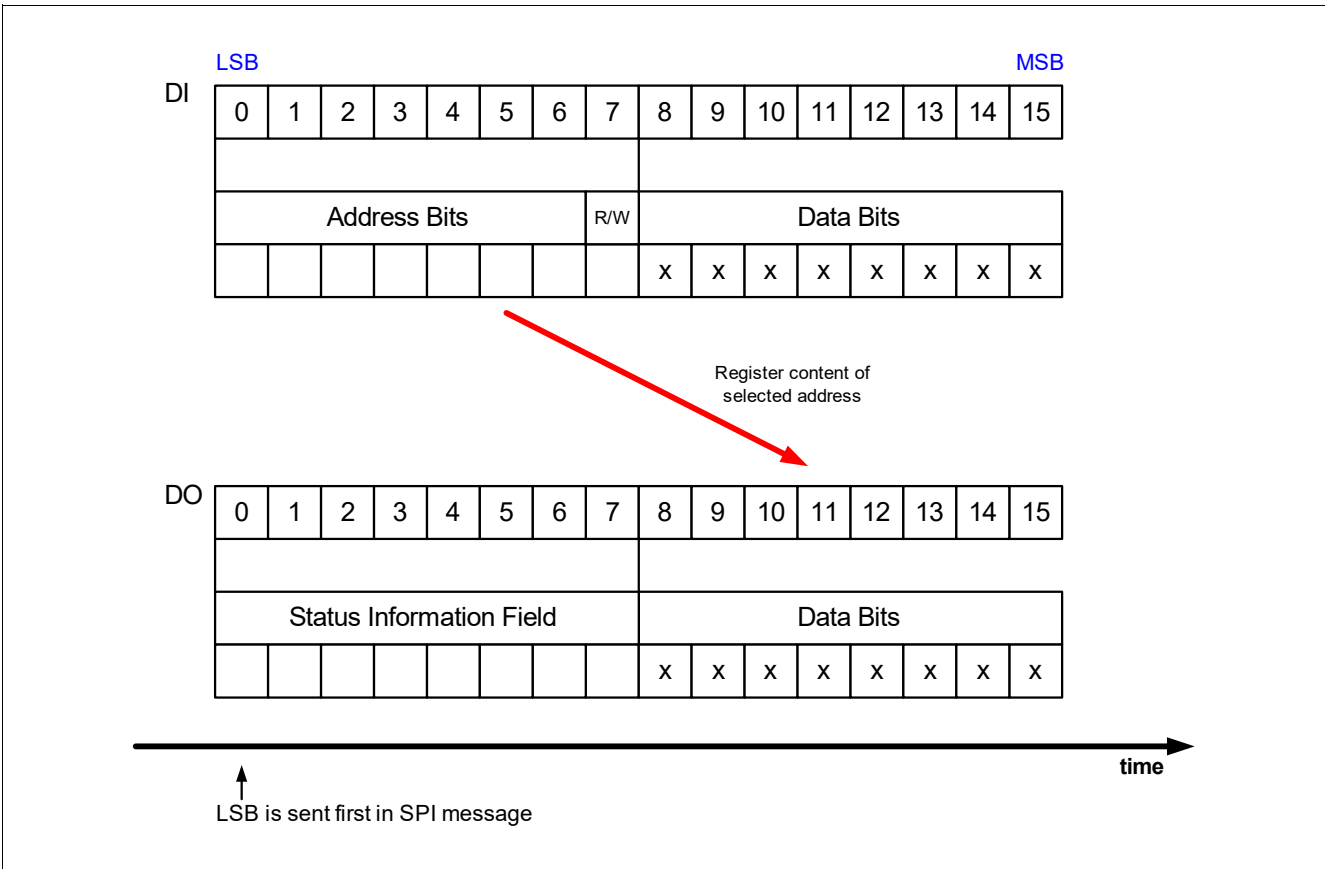 LSB MSB
DI
0 1 2 3 4 5 6 7 8 9 10 11 12 13 14 15
Address Bits R/W Data Bits
x x x x x x x x
Register content of
selected address
DO
0 1 2 3 4 5 6 7 8 9 10 11 12 13 14 15
Status Information Field Data Bits
x x x x x x x x
time
LSB is sent first in SPI message